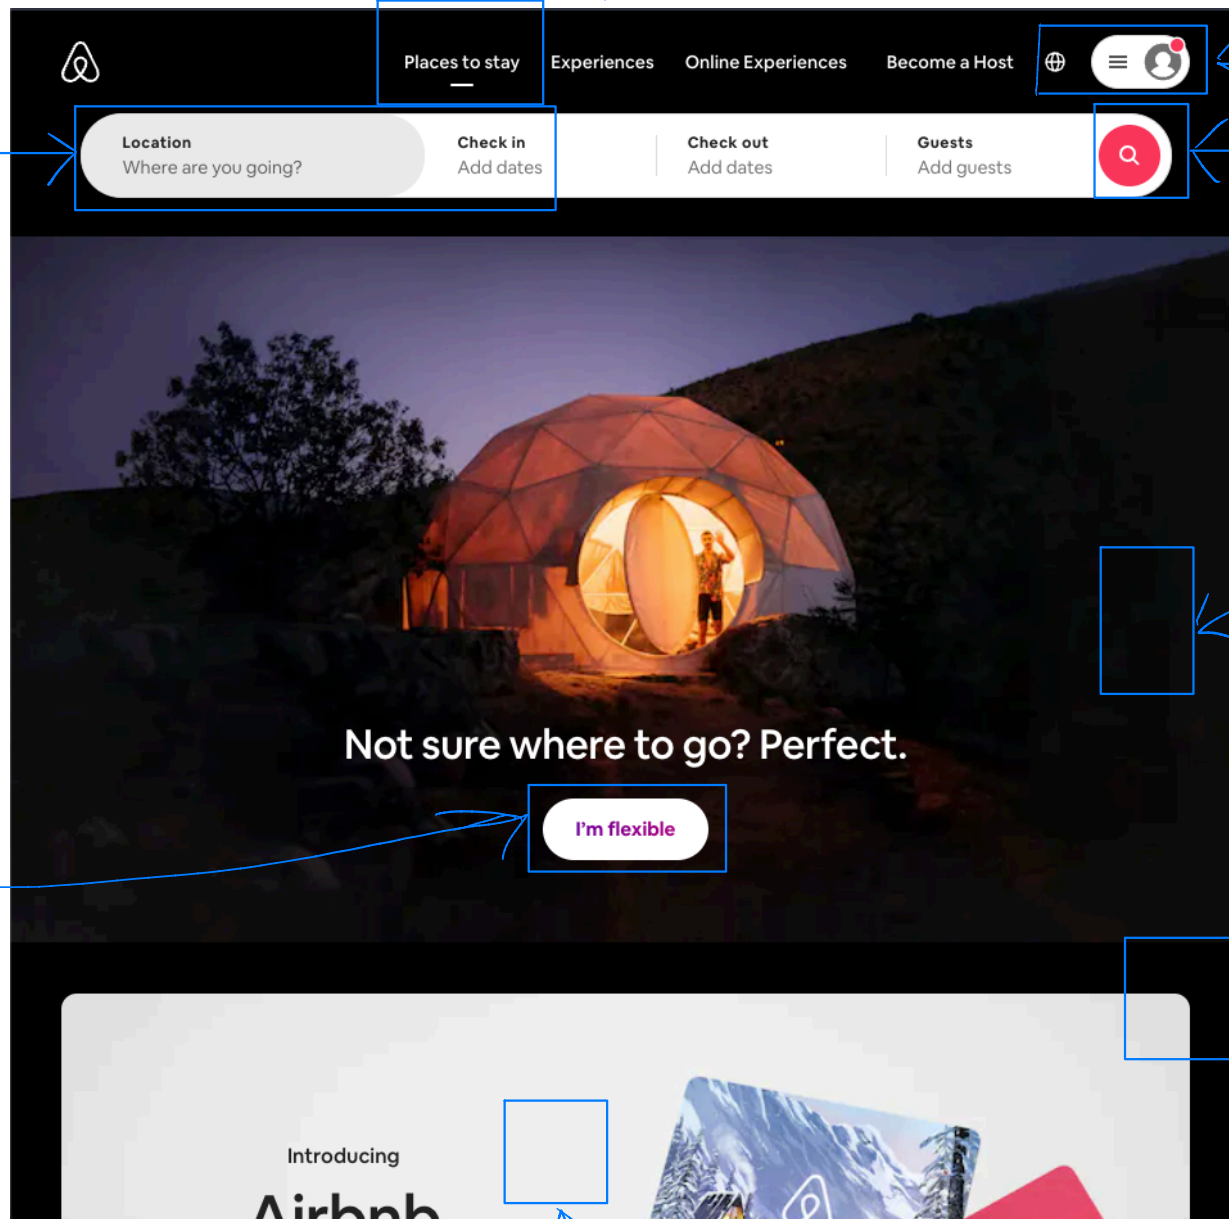 Places to stay Experiences Online Experiences Become a Host
Location Check in Check out Guests
Where are you going? Add dates Add dates Add guests
Not sure where to go? Perfect.
I'm flexible
Introducing
Airbnb